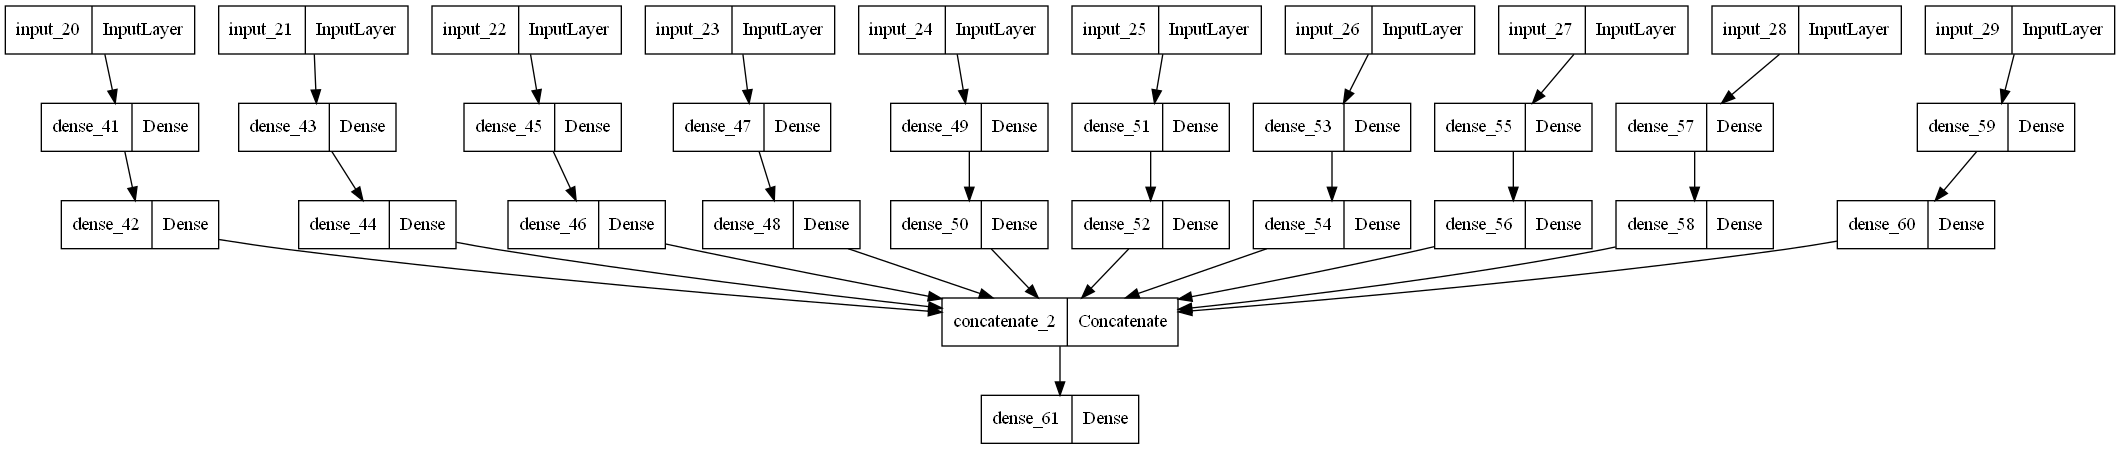 input_20 InputLayer input_21 InputLayer input_22 InputLayer input_23 InputLayer input_24 InputLayer input_25 InputLayer input_26 InputLayer input_27 InputLayer input_28 InputLayer input_29 InputLayer
dense_41 Dense dense_43 Dense dense_45 Dense dense_47 Dense dense_49 Dense dense_51 Dense dense_53 Dense dense_55 Dense dense_57 Dense dense_59 Dense
dense_42 Dense dense_44 Dense dense_46 Dense dense_48 Dense dense_50 Dense dense_52 Dense dense_54 Dense dense_56 Dense dense_58 Dense dense_60 Dense
concatenate_2 Concatenate
dense_61 Dense